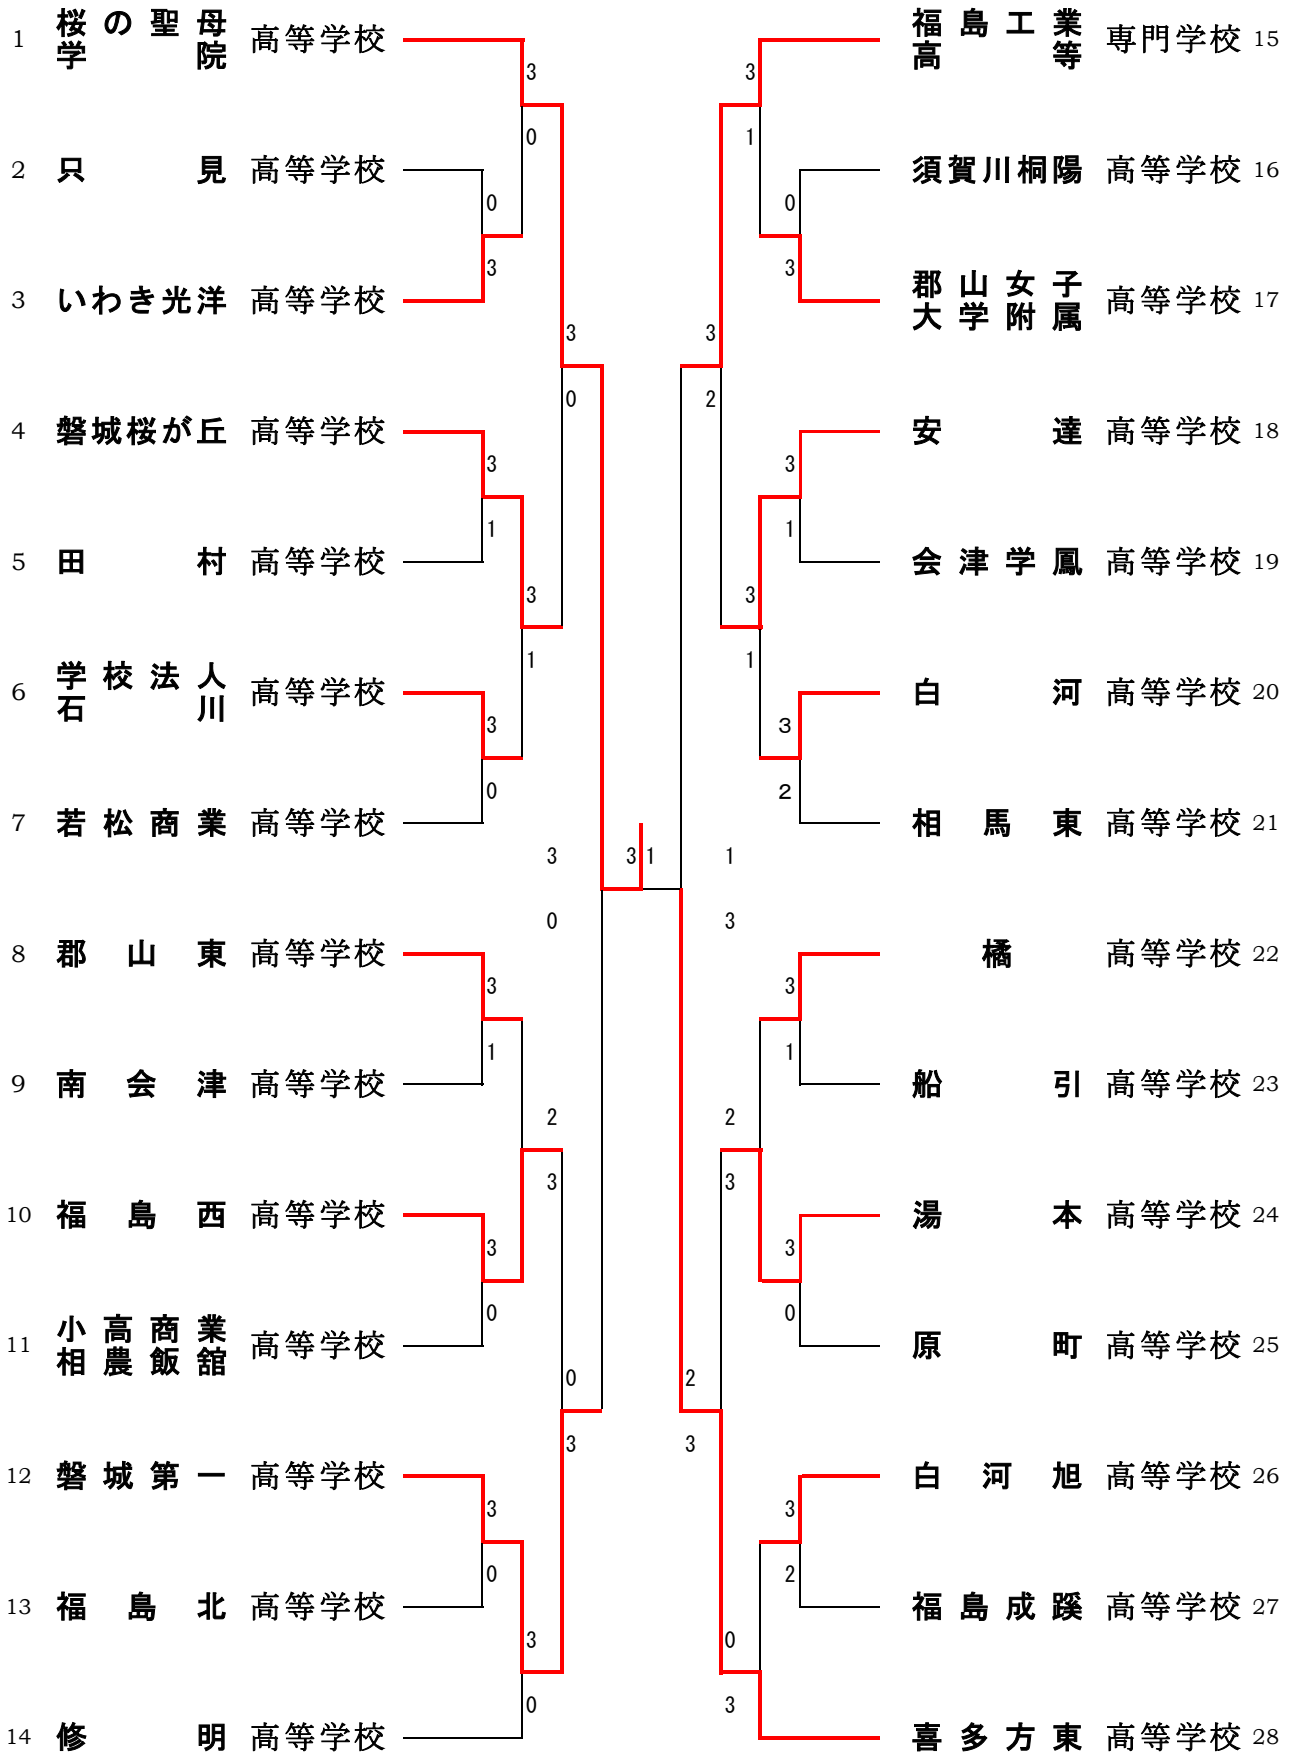 1 桜の聖母学院 高等学校
3
0
2 只見 高等学校
0
3
3 いわき光洋 高等学校
3
0
4 磐城桜が丘 高等学校
3
1
5 田村 高等学校
3
1
6 学校法人石川 高等学校
3
0
7 若松商業 高等学校
3
0
8 郡山東 高等学校
3
1
9 南会津 高等学校
2
3
10 福島西 高等学校
3
0
11 小高商業相農飯舘 高等学校
0
3
12 磐城第一 高等学校
3
0
13 福島北 高等学校
3
0
14 修明 高等学校
3 1
福島工業高等 専門学校 15
3
1
須賀川桐陽 高等学校 16
0
3
郡山女子大学附属 高等学校 17
3
2
安達 高等学校 18
3
1
会津学鳳 高等学校 19
3
1
白河 高等学校 20
3
2
相馬東 高等学校 21
1
3
橘 高等学校 22
3
1
船引 高等学校 23
2
3
湯本 高等学校 24
3
0
原町 高等学校 25
2
3
白河旭 高等学校 26
3
2
福島成蹊 高等学校 27
0
3
喜多方東 高等学校 28